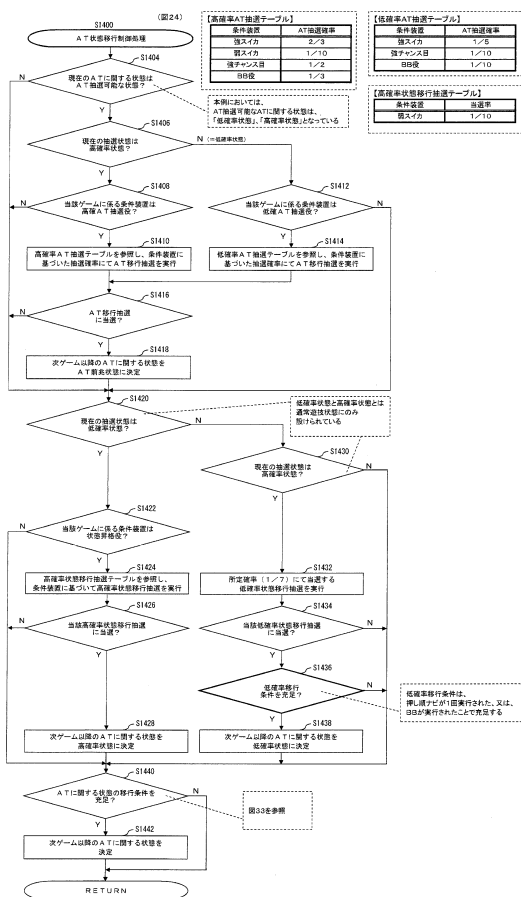 (図24)
S1400
AT状態移行制御処理
S1404
現在のATに関する状態は
AT抽選可能な状態？
N
Y
【高確率AT抽選テーブル】
条件装置 AT抽選確率
強スイカ 2／3
弱スイカ 1／10
強チャンス目 1／2
BB役 1／3
【低確率AT抽選テーブル】
条件装置 AT抽選確率
強スイカ 1／5
強チャンス目 1／10
BB役 1／10
【高確率状態移行抽選テーブル】
条件装置 当選率
弱スイカ 1／10
本例においては、
AT抽選可能なATに関する状態は、
「低確率状態」、「高確率状態」となっている
S1406
現在の抽選状態は
高確率状態？
N (＝低確率状態)
Y
S1408
当該ゲームに係る条件装置は
高確AT抽選役？
N
Y
S1412
当該ゲームに係る条件装置は
低確AT抽選役？
N
Y
S1410
高確率AT抽選テーブルを参照し、条件装置に
基づいた抽選確率にてAT移行抽選を実行
S1414
低確率AT抽選テーブルを参照し、条件装置に
基づいた抽選確率にてAT移行抽選を実行
S1416
AT移行抽選
に当選？
N
Y
S1418
次ゲーム以降のATに関する状態を
AT前兆状態に決定
S1420
現在の抽選状態は
低確率状態？
N
Y
低確率状態と高確率状態とは
通常遊技状態にのみ
設けられている
S1430
現在の抽選状態は
高確率状態？
N
Y
S1422
当該ゲームに係る条件装置は
状態昇格役？
N
Y
S1424
高確率状態移行抽選テーブルを参照し、
条件装置に基づいて高確率状態移行抽選を実行
S1432
所定確率（1／7）にて当選する
低確率状態移行抽選を実行
S1426
当該高確率状態移行抽選
に当選？
N
Y
S1434
当該低確率状態移行抽選
に当選？
N
Y
S1436
低確率移行
条件を充足？
N
Y
低確率移行条件は、
押し順ナビが1回実行された、又は、
BBが実行されたことで充足する
S1428
次ゲーム以降のATに関する状態を
高確率状態に決定
S1438
次ゲーム以降のATに関する状態を
低確率状態に決定
S1440
ATに関する状態の移行条件を
充足？
N
Y
図33を参照
S1442
次ゲーム以降のATに関する状態を
決定
RETURN